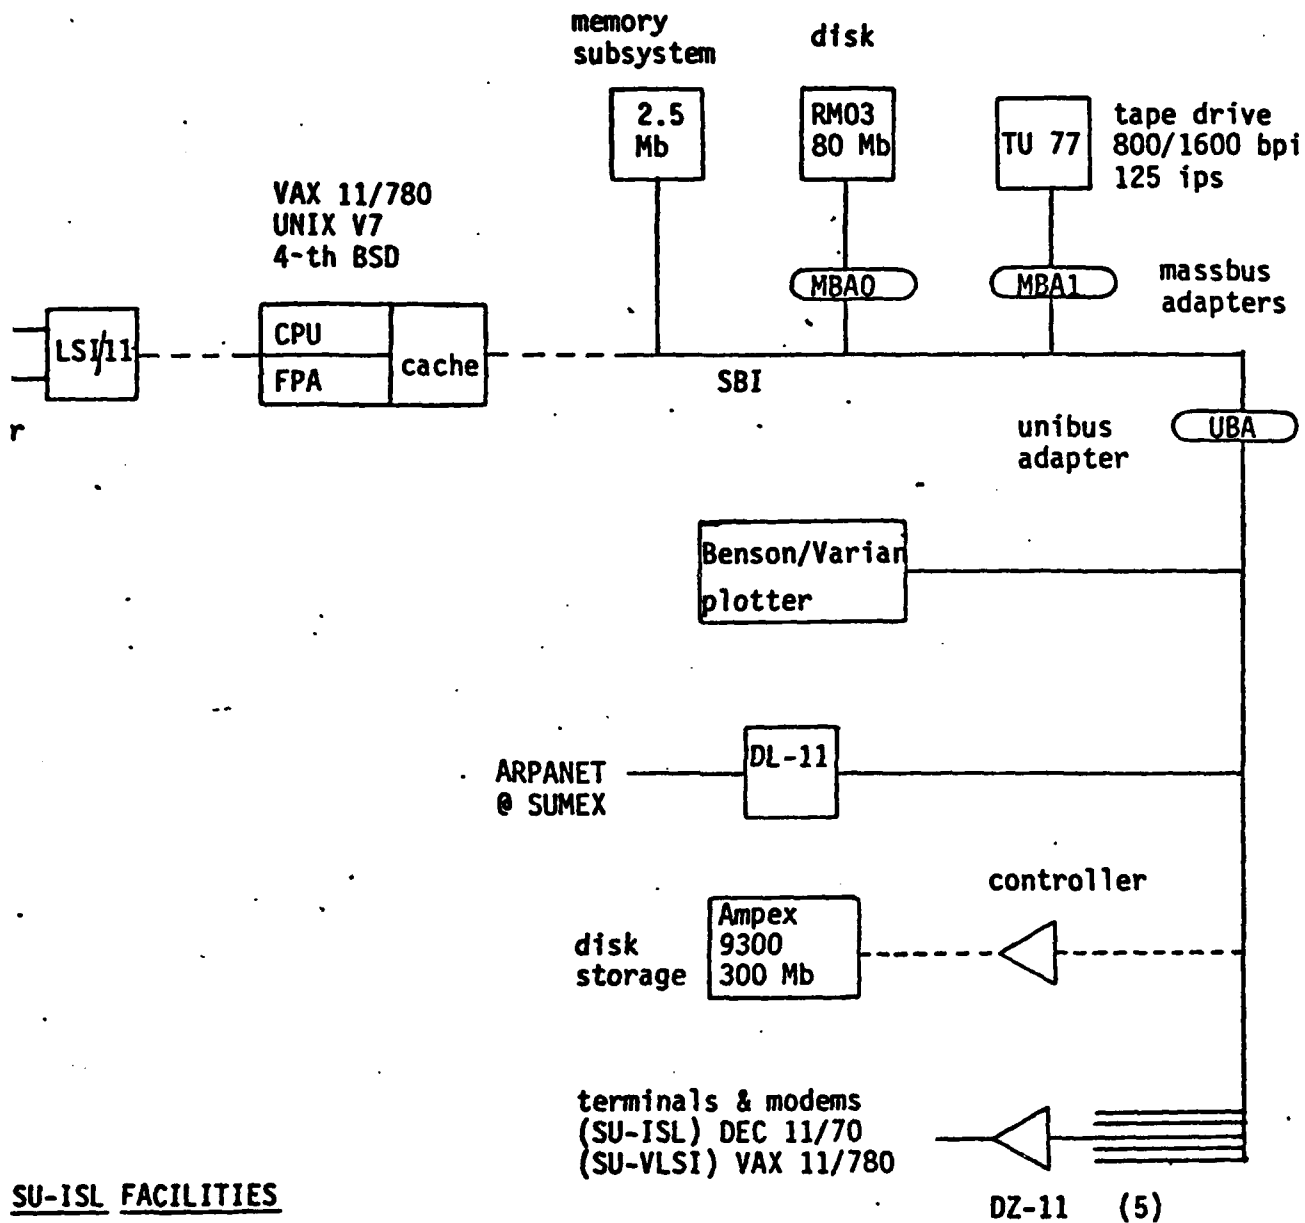 memory
subsystem
disk
2.5
Mb
RM03
80 Mb
TU 77
tape drive
800/1600 bpi
125 ips
VAX 11/780
UNIX V7
4-th BSD
MBA0
MBA1
massbus
adapters
LSI/11
CPU
FPA
cache
SBI
r
unibus
adapter
UBA
Benson/Varian
plotter
DL-11
ARPANET
@ SUMEX
controller
disk
storage
Ampex
9300
300 Mb
terminals & modems
(SU-ISL) DEC 11/70
(SU-VLSI) VAX 11/780
SU-ISL FACILITIES
DZ-11 (5)